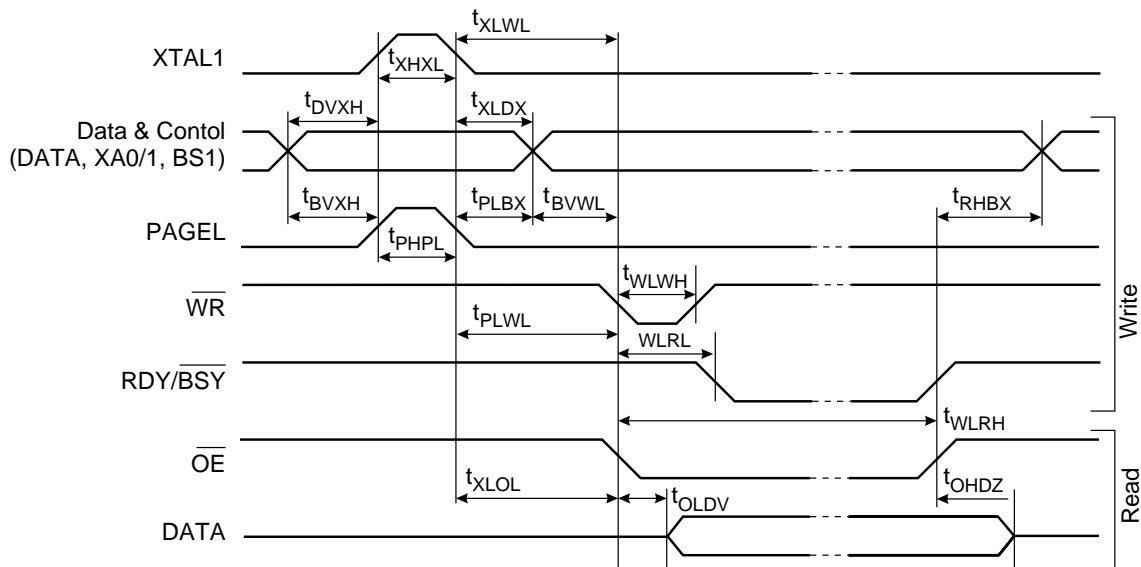 tXLWL
XTAL1
tXHXL
tDVXH
tXLDX
Data & Contol
(DATA, XA0/1, BS1)
tBVXH
tPLBX
tBVWL
tRHBX
PAGEL
tPHPL
tWLWH
WR
tPLWL
WLRL
Write
RDY/BSY
tWLRH
OE
tXLOL
tOLDV
tOHDZ
Read
DATA